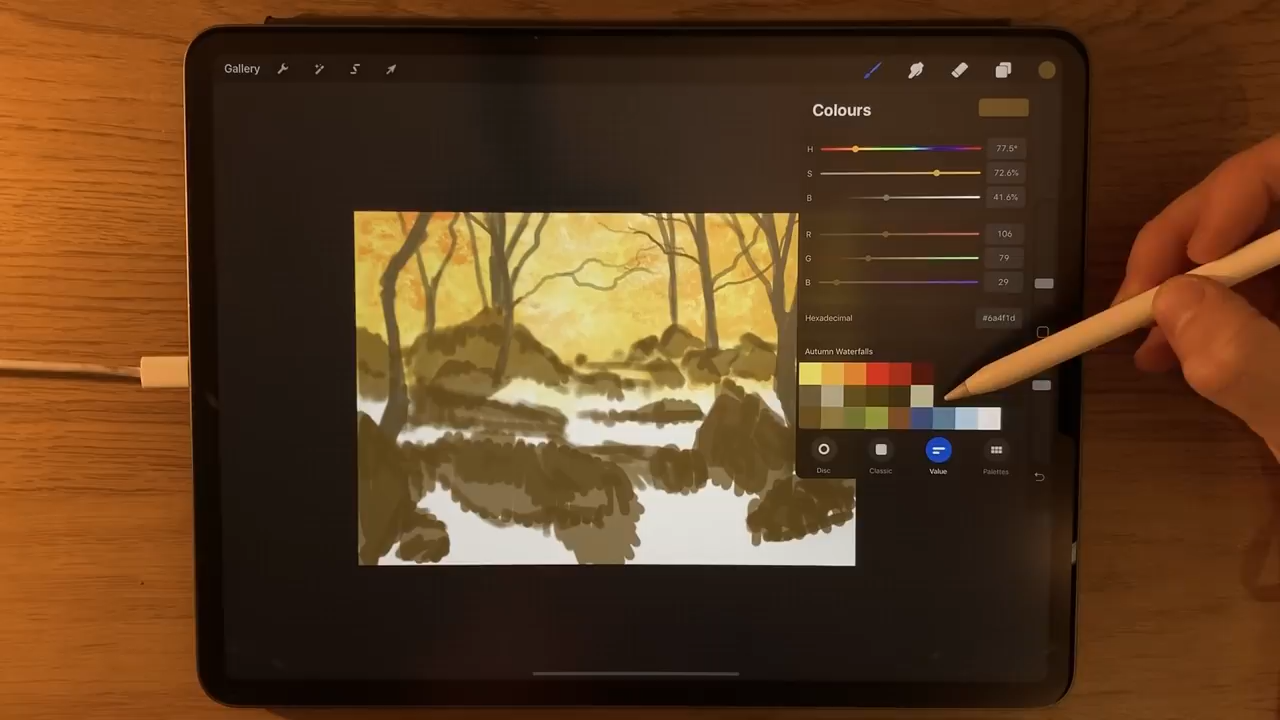 Gallery
Colours
H 77.5°
S 72.6%
B 41.6%
R 106
G 79
B 29
Hexadecimal #6a4f1d
Autumn Waterfalls
Disc Classic Value Palettes